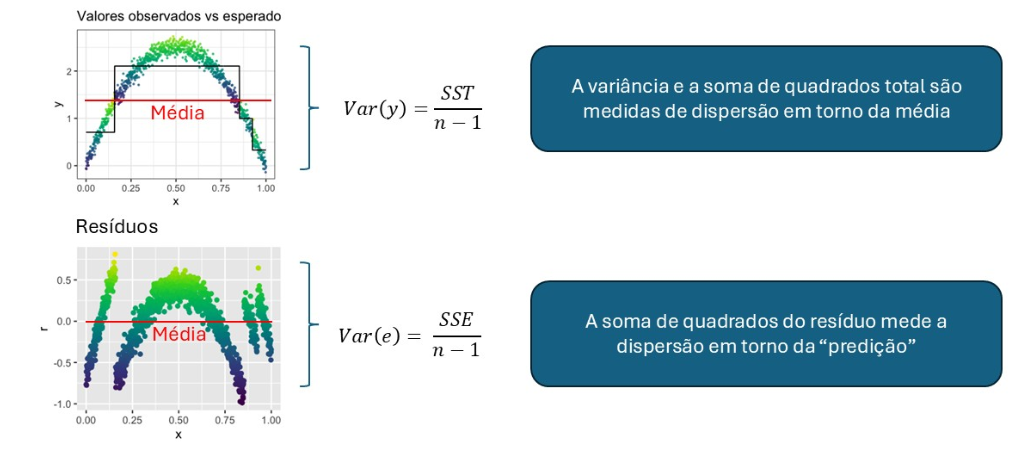 Valores observados vs esperado
y
2
1
0
Média
0.00 0.25 0.50 0.75 1.00
x
Var(y) = SST
n − 1
A variância e a soma de quadrados total são
medidas de dispersão em torno da média
Resíduos
r
0.5
0.0
-0.5
-1.0
Média
0.00 0.25 0.50 0.75 1.00
x
Var(e) = SSE
n − 1
A soma de quadrados do resíduo mede a
dispersão em torno da “predição”